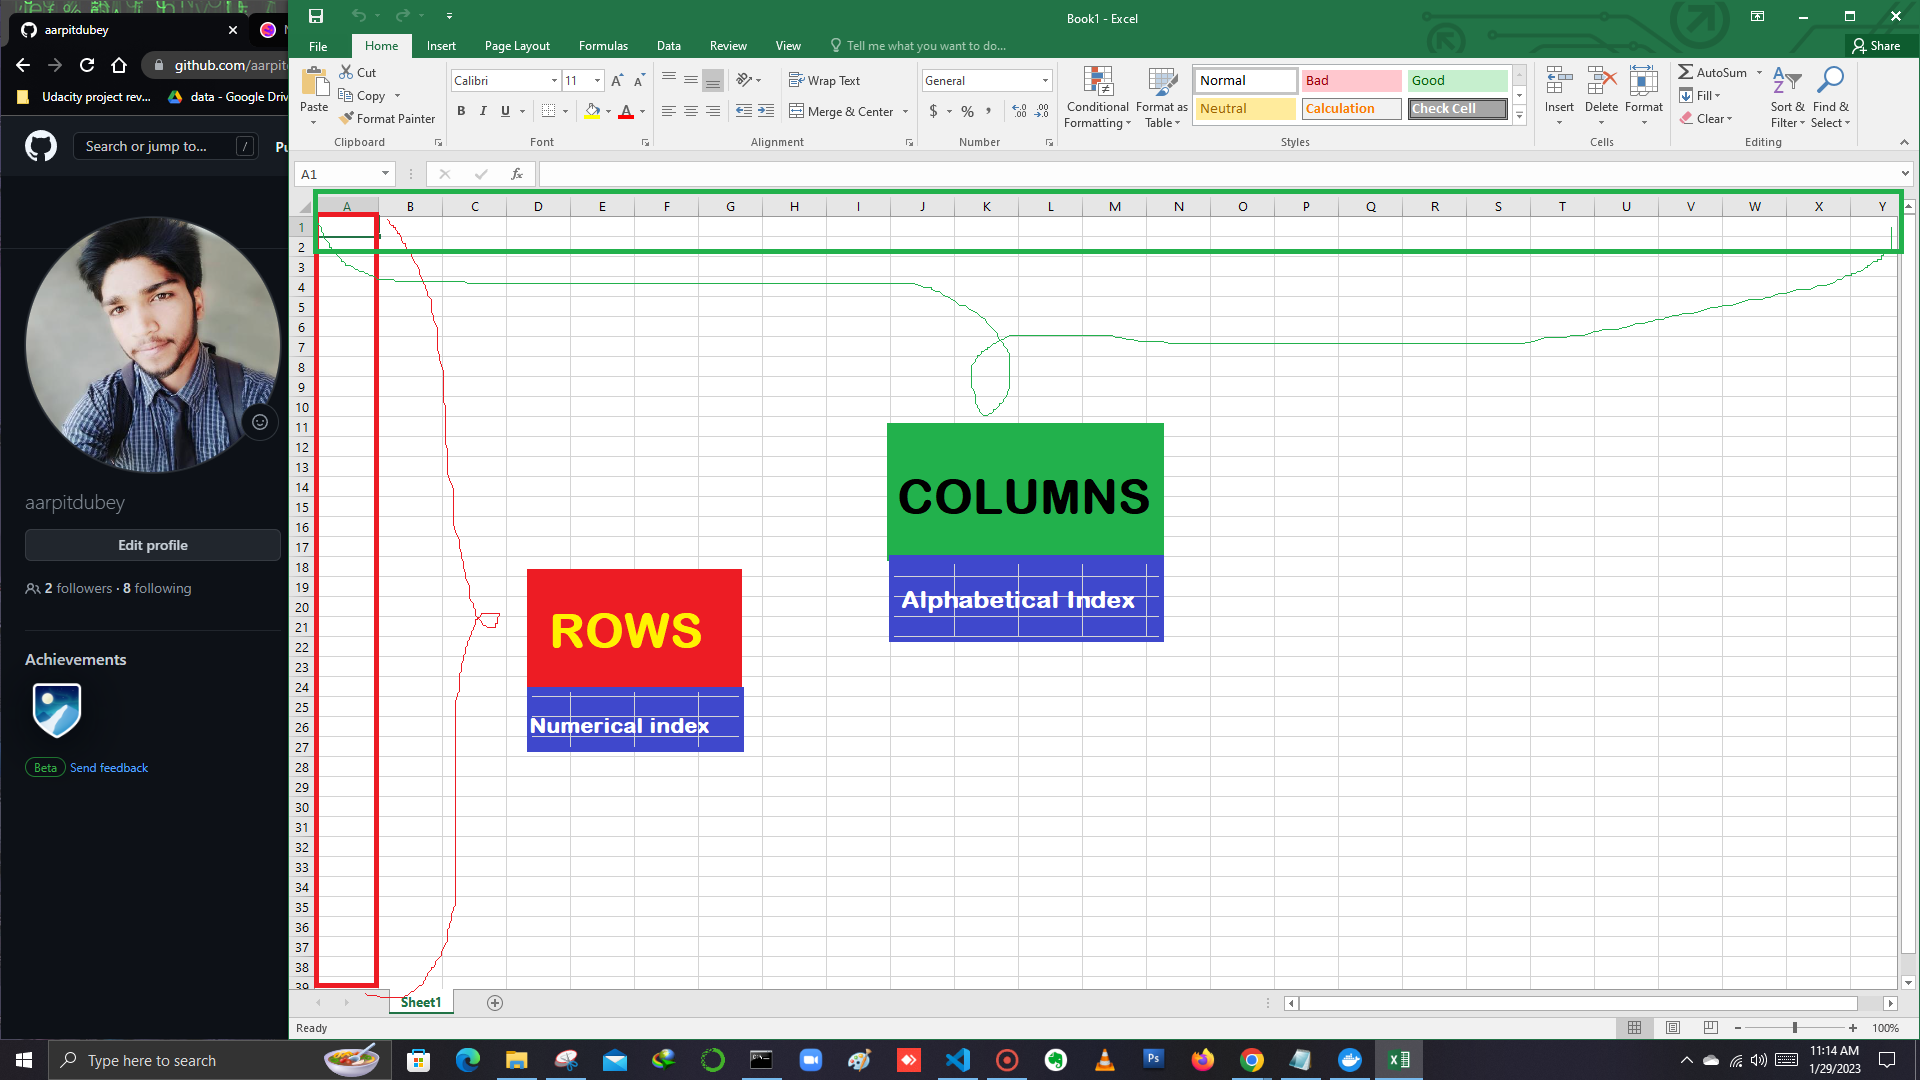 aarpitdubey
github.com/aarpit
Udacity project rev...
data - Google Driv
Search or jump to...
/
Pu
aarpitdubey
Edit profile
2 followers · 8 following
Achievements
Beta Send feedback
Book1 - Excel
File Home Insert Page Layout Formulas Data Review View Tell me what you want to do...
Share
Paste
Cut
Copy
Format Painter
Clipboard
Calibri 11
B I U
Font
Wrap Text
Merge & Center
Alignment
General
$ % ,
Number
Conditional Formatting
Format as Table
Normal Bad Good
Neutral Calculation Check Cell
Styles
Insert Delete Format
Cells
AutoSum
Fill
Clear
Sort & Filter
Find & Select
Editing
A1
fx
A B C D E F G H I J K L M N O P Q R S T U V W X Y
1
2
3
4
5
6
7
8
9
10
11
12
13
14
15
16
17
18
19
20
21
22
23
24
25
26
27
28
29
30
31
32
33
34
35
36
37
38
39
COLUMNS
Alphabetical Index
ROWS
Numerical index
Sheet1
Ready
100%
Type here to search
Ps
11:14 AM
1/29/2023